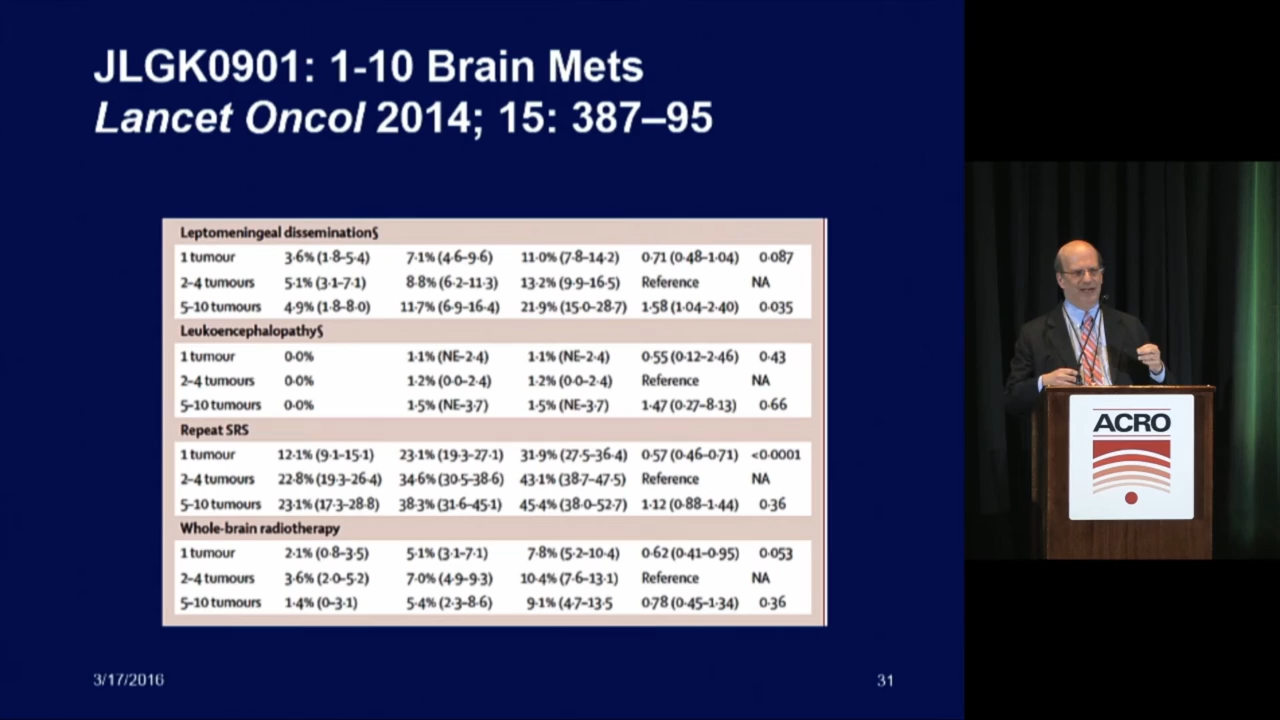 JLGK0901: 1-10 Brain Mets
Lancet Oncol 2014; 15: 387–95
Leptomeningeal dissemination§
1 tumour 3·6% (1·8–5·4) 7·1% (4·6–9·6) 11·0% (7·8–14·2) 0·71 (0·48–1·04) 0·087
2–4 tumours 5·1% (3·1–7·1) 8·8% (6·2–11·3) 13·2% (9·9–16·5) Reference NA
5–10 tumours 4·9% (1·8–8·0) 11·7% (6·9–16·4) 21·9% (15·0–28·7) 1·58 (1·04–2·40) 0·035
Leukoencephalopathy§
1 tumour 0·0% 1·1% (NE–2·4) 1·1% (NE–2·4) 0·55 (0·12–2·46) 0·43
2–4 tumours 0·0% 1·2% (0·0–2·4) 1·2% (0·0–2·4) Reference NA
5–10 tumours 0·0% 1·5% (NE–3·7) 1·5% (NE–3·7) 1·47 (0·27–8·13) 0·66
Repeat SRS
1 tumour 12·1% (9·1–15·1) 23·1% (19·3–27·1) 31·9% (27·5–36·4) 0·57 (0·46–0·71) <0·0001
2–4 tumours 22·8% (19·3–26·4) 34·6% (30·5–38·6) 43·1% (38·7–47·5) Reference NA
5–10 tumours 23·1% (17·3–28·8) 38·3% (31·6–45·1) 45·4% (38·0–52·7) 1·12 (0·88–1·44) 0·36
Whole-brain radiotherapy
1 tumour 2·1% (0·8–3·5) 5·1% (3·1–7·1) 7·8% (5·2–10·4) 0·62 (0·41–0·95) 0·053
2–4 tumours 3·6% (2·0–5·2) 7·0% (4·9–9·3) 10·4% (7·6–13·1) Reference NA
5–10 tumours 1·4% (0–3·1) 5·4% (2·3–8·6) 9·1% (4·7–13·5 0·78 (0·45–1·34) 0·36
3/17/2016
31
ACRO